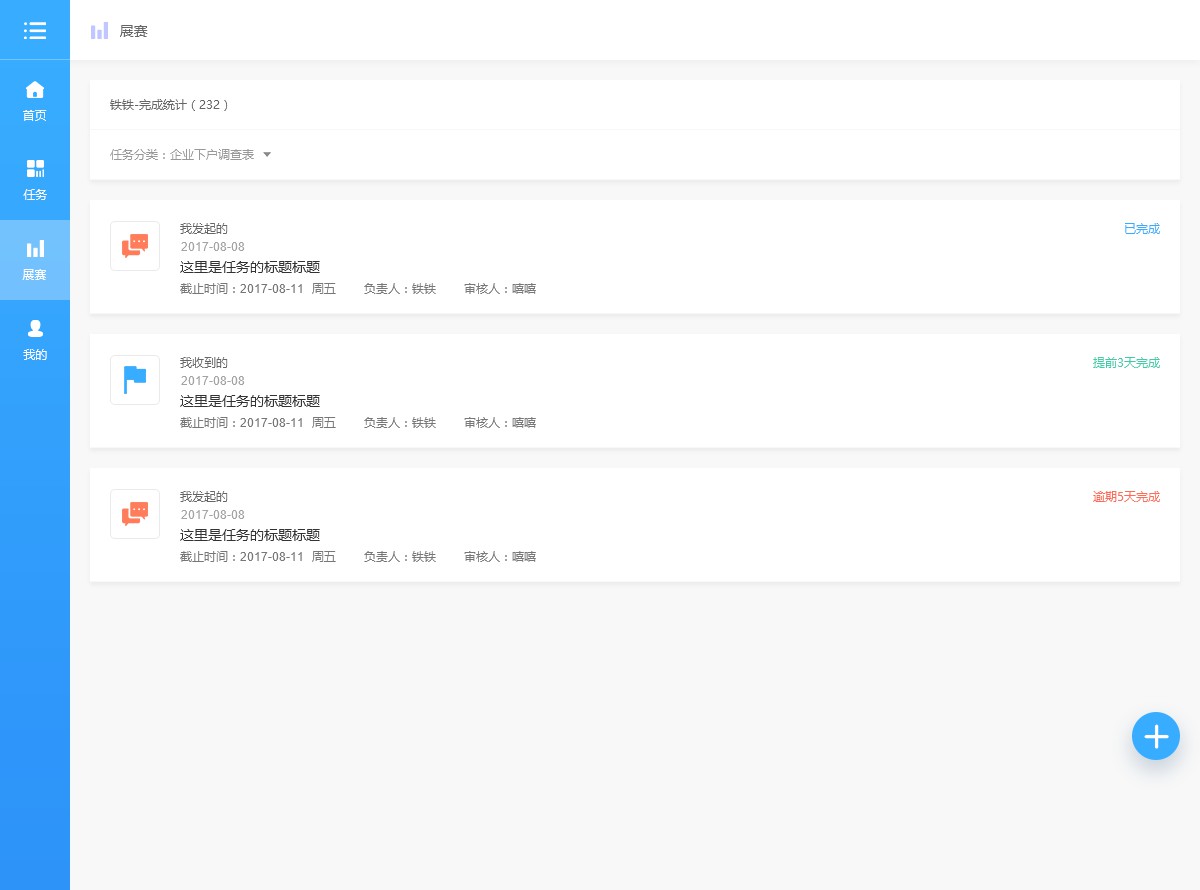 展赛
首页
任务
展赛
我的
铁铁-完成统计（232）
任务分类：企业下户调查表
我发起的
已完成
2017-08-08
这里是任务的标题标题
截止时间：2017-08-11 周五 负责人：铁铁 审核人：嘻嘻
我收到的
提前3天完成
2017-08-08
这里是任务的标题标题
截止时间：2017-08-11 周五 负责人：铁铁 审核人：嘻嘻
我发起的
逾期5天完成
2017-08-08
这里是任务的标题标题
截止时间：2017-08-11 周五 负责人：铁铁 审核人：嘻嘻